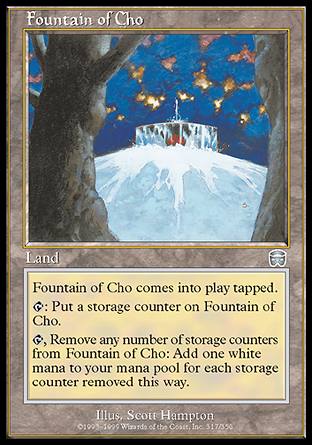 Fountain of Cho
Land
Fountain of Cho comes into play tapped.
: Put a storage counter on Fountain of
Cho.
, Remove any number of storage counters
from Fountain of Cho: Add one white
mana to your mana pool for each storage
counter removed this way.
Illus. Scott Hampton
©1993-1999 Wizards of the Coast, Inc. 317/350